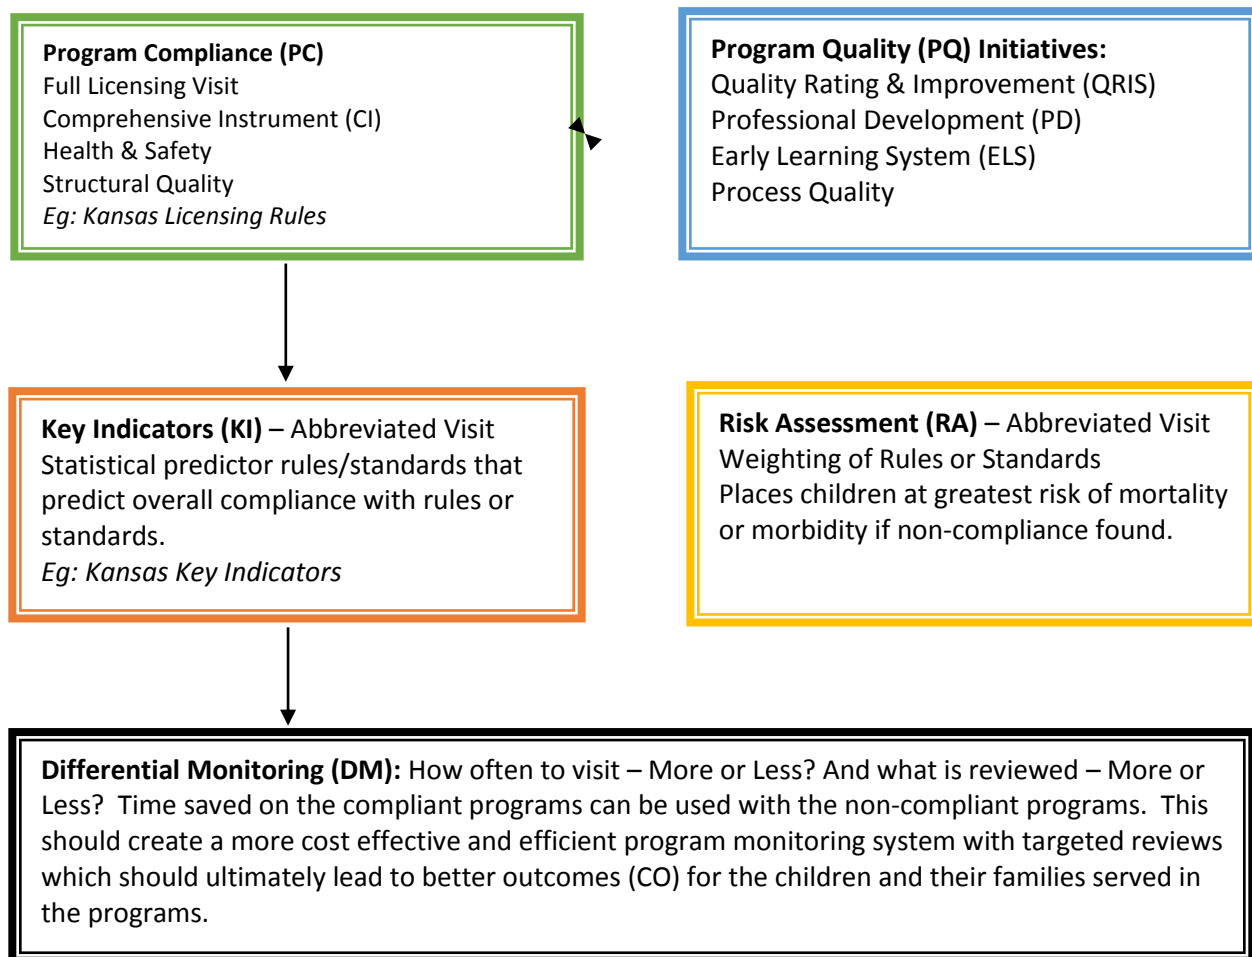 Program Compliance (PC)
Full Licensing Visit
Comprehensive Instrument (CI)
Health & Safety
Structural Quality
Eg: Kansas Licensing Rules
Program Quality (PQ) Initiatives:
Quality Rating & Improvement (QRIS)
Professional Development (PD)
Early Learning System (ELS)
Process Quality
Key Indicators (KI) – Abbreviated Visit
Statistical predictor rules/standards that
predict overall compliance with rules or
standards.
Eg: Kansas Key Indicators
Risk Assessment (RA) – Abbreviated Visit
Weighting of Rules or Standards
Places children at greatest risk of mortality
or morbidity if non-compliance found.
Differential Monitoring (DM): How often to visit – More or Less? And what is reviewed – More or
Less? Time saved on the compliant programs can be used with the non-compliant programs. This
should create a more cost effective and efficient program monitoring system with targeted reviews
which should ultimately lead to better outcomes (CO) for the children and their families served in
the programs.